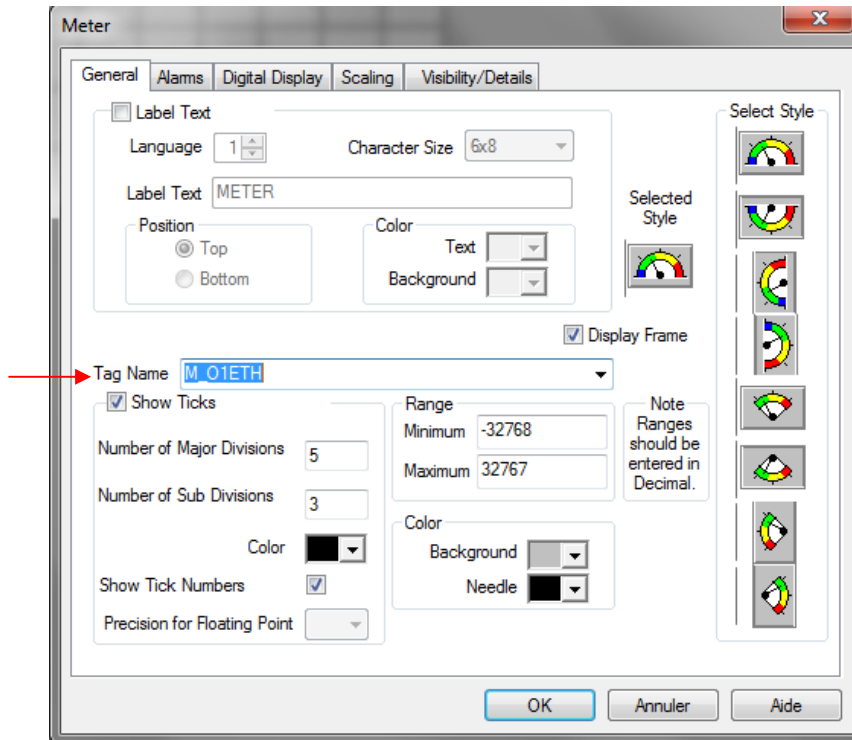 Meter
General Alarms Digital Display Scaling Visibility/Details
Label Text
Language 1
Character Size 6x8
Label Text METER
Position
Top
Bottom
Color
Text
Background
Selected
Style
Select Style
Display Frame
Tag Name M_O1ETH
Show Ticks
Number of Major Divisions 5
Number of Sub Divisions 3
Color
Show Tick Numbers
Precision for Floating Point
Range
Minimum -32768
Maximum 32767
Note
Ranges
should be
entered in
Decimal.
Color
Background
Needle
OK Annuler Aide